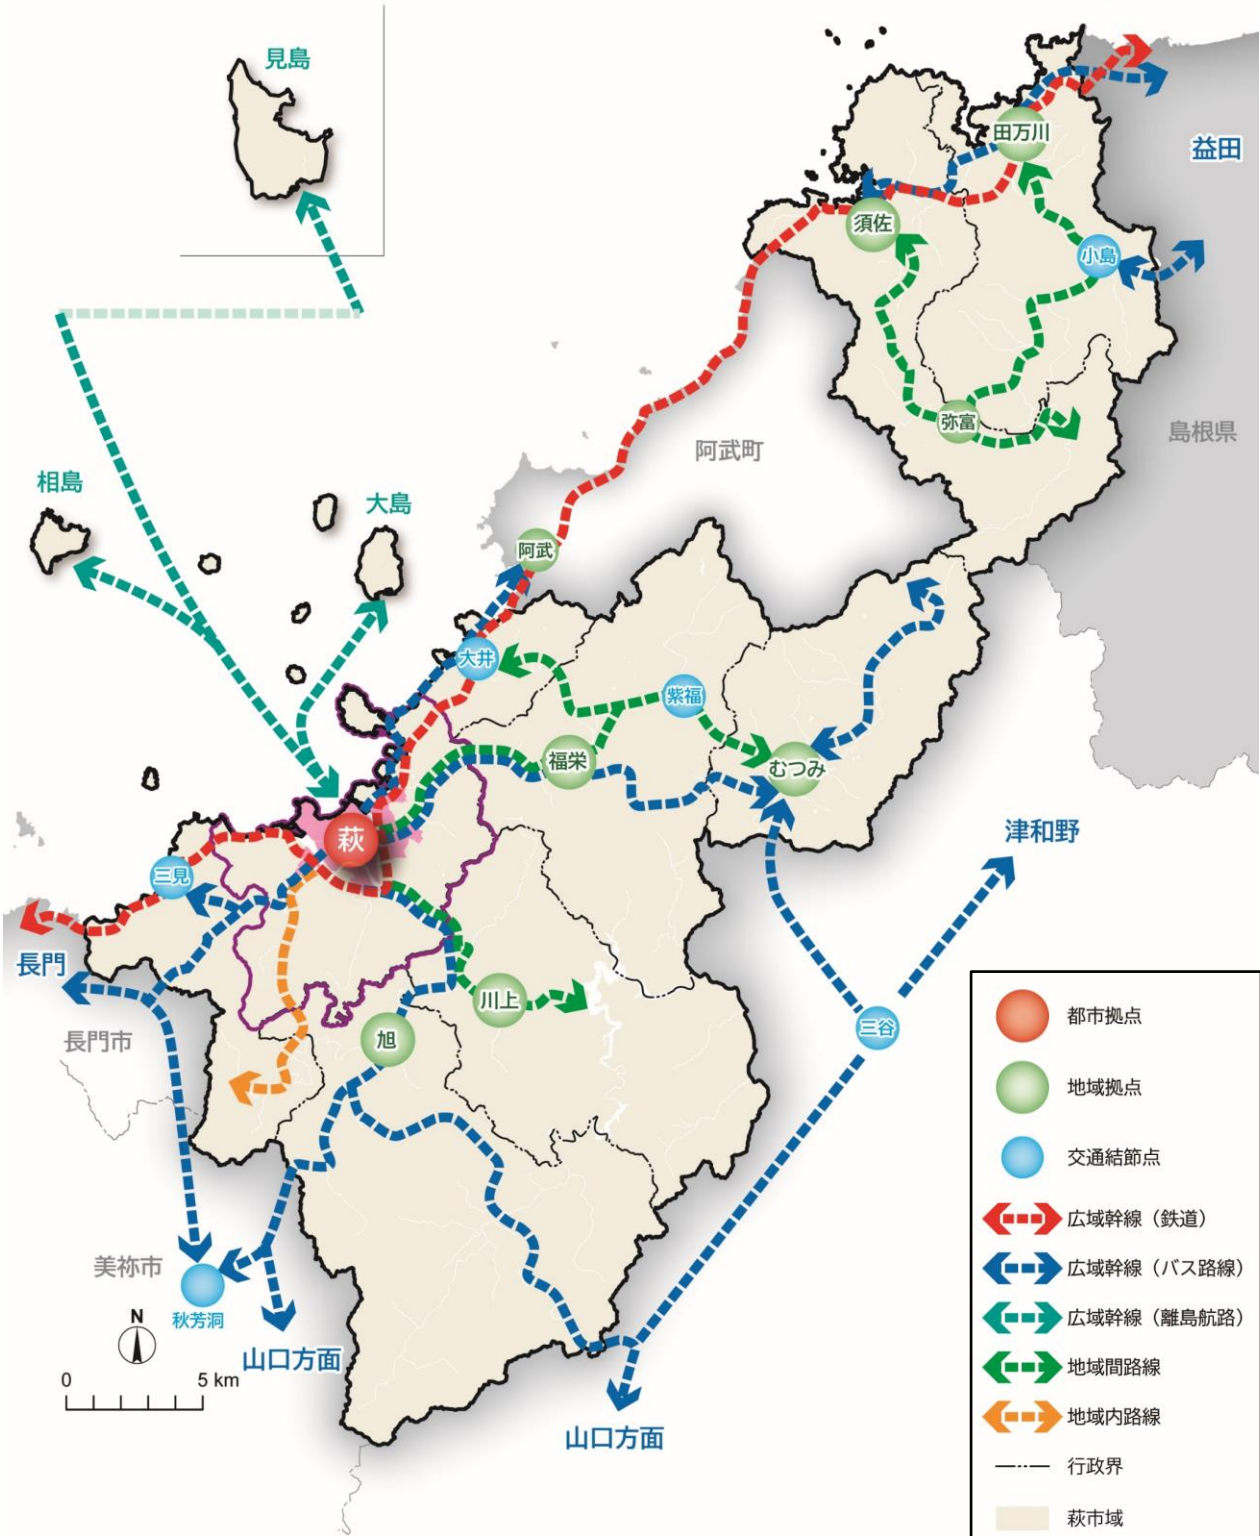 見島
田万川
益田
須佐
小島
弥富
島根県
阿武町
相島
大島
阿武
大井
紫福
福栄
むつみ
萩
津和野
三見
長門
川上
三谷
旭
長門市
美祢市
秋芳洞
N
山口方面
0 5 km
山口方面
都市拠点
地域拠点
交通結節点
広域幹線（鉄道）
広域幹線（バス路線）
広域幹線（離島航路）
地域間路線
地域内路線
行政界
萩市域